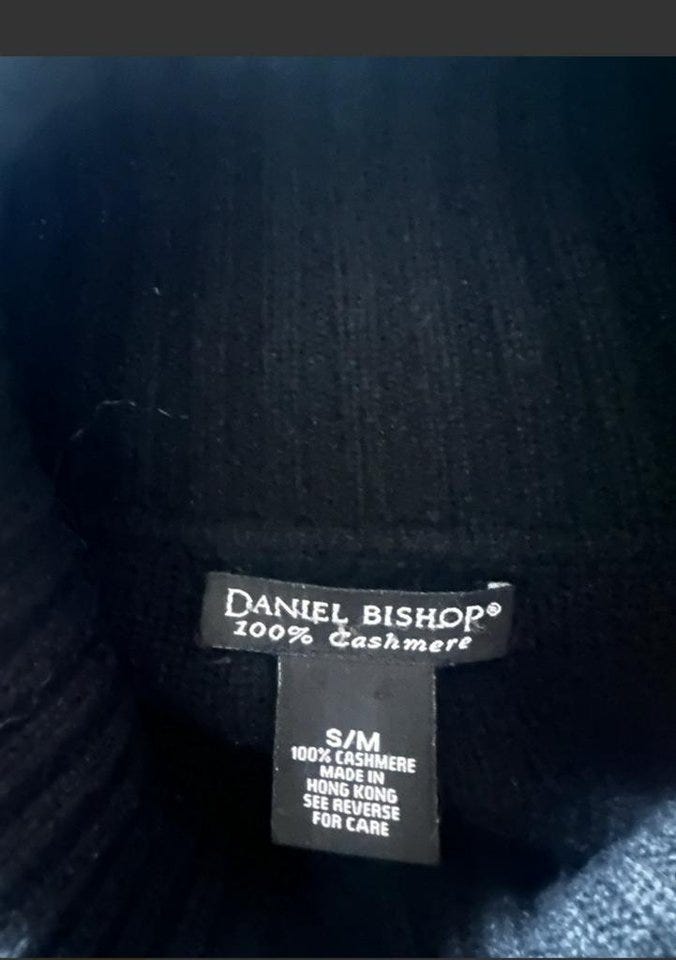 DANIEL BISHOP®
100% Cashmere
S/M
100% CASHMERE
MADE IN
HONG KONG
SEE REVERSE
FOR CARE